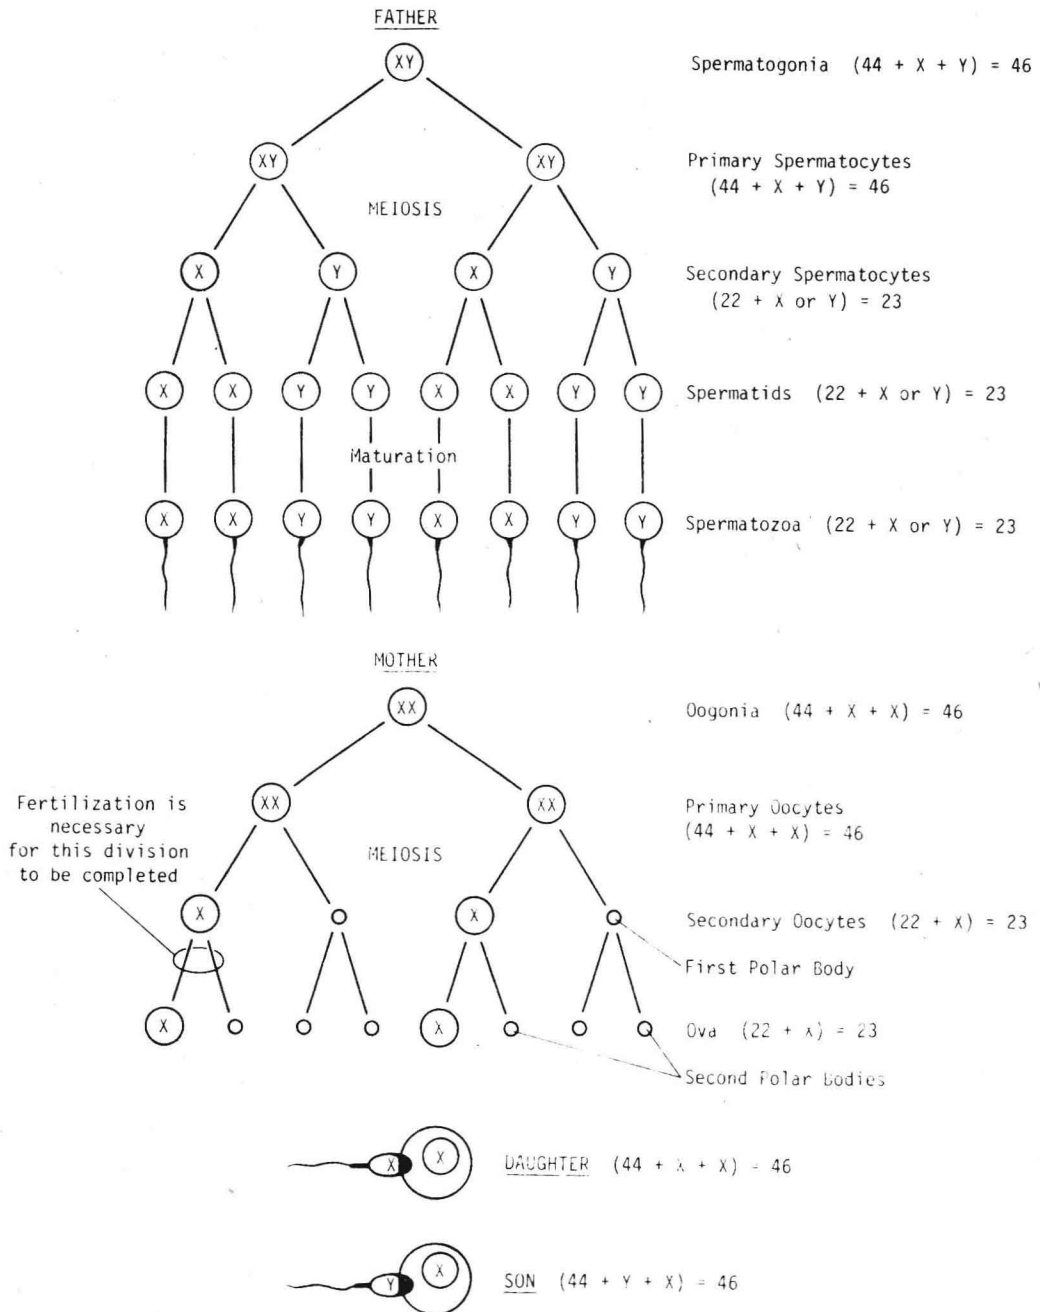 FATHER
XY
Spermatogonia (44 + X + Y) = 46
XY XY
Primary Spermatocytes
(44 + X + Y) = 46
MEIOSIS
X Y X Y
Secondary Spermatocytes
(22 + X or Y) = 23
X X Y Y X X Y Y
Spermatids (22 + X or Y) = 23
Maturation
X X Y Y X X Y Y
Spermatozoa (22 + X or Y) = 23
MOTHER
XX
Oogonia (44 + X + X) = 46
XX XX
Primary Oocytes
(44 + X + X) = 46
Fertilization is
necessary
for this division
to be completed
MEIOSIS
X X
Secondary Oocytes (22 + X) = 23
First Polar Body
X X
Ova (22 + X) = 23
Second Polar Bodies
X X
DAUGHTER (44 + X + X) = 46
Y X
SON (44 + Y + X) = 46